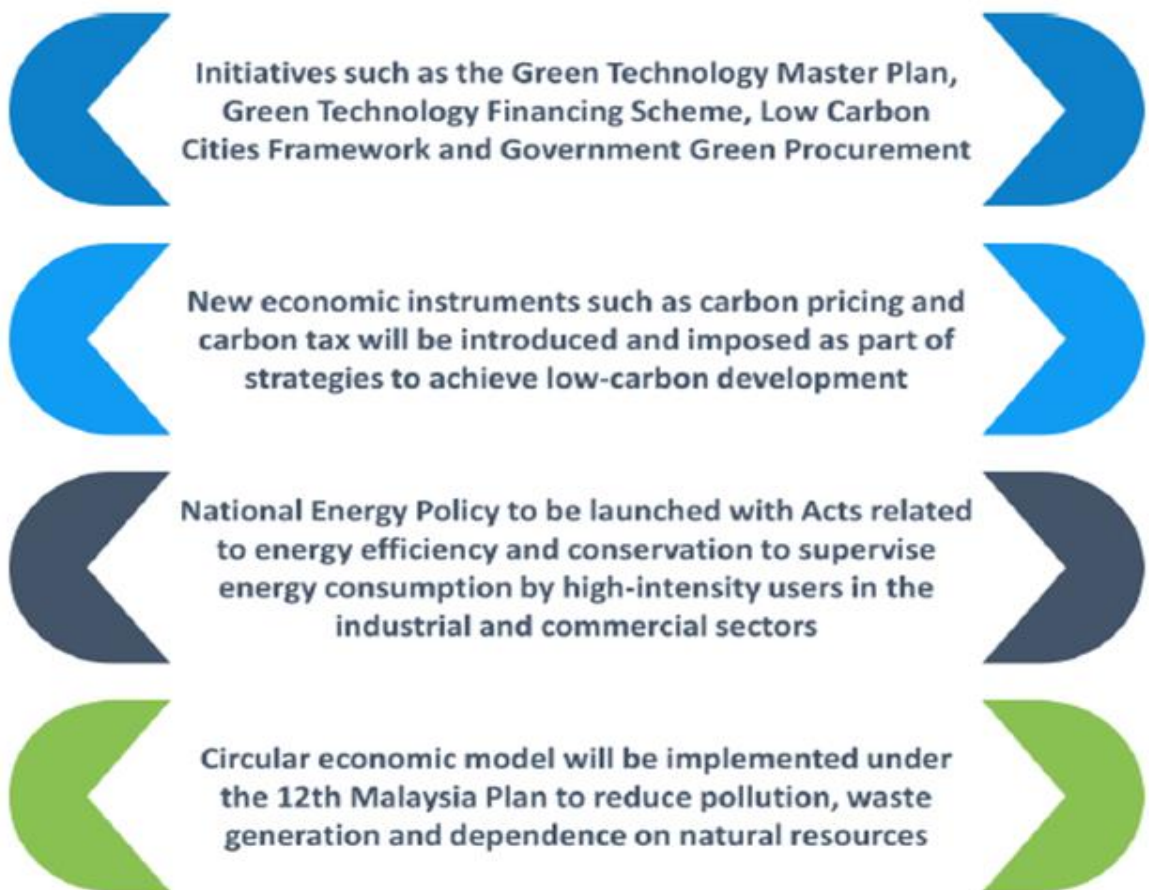 Initiatives such as the Green Technology Master Plan,
Green Technology Financing Scheme, Low Carbon
Cities Framework and Government Green Procurement
New economic instruments such as carbon pricing and
carbon tax will be introduced and imposed as part of
strategies to achieve low-carbon development
National Energy Policy to be launched with Acts related
to energy efficiency and conservation to supervise
energy consumption by high-intensity users in the
industrial and commercial sectors
Circular economic model will be implemented under
the 12th Malaysia Plan to reduce pollution, waste
generation and dependence on natural resources